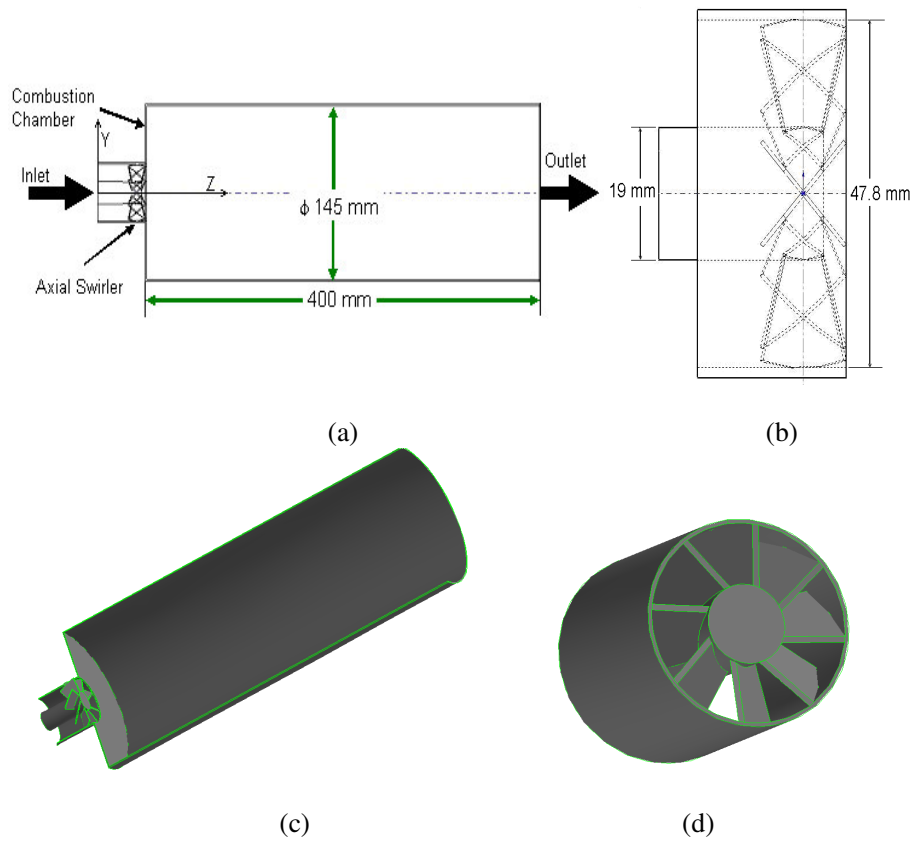 Combustion
Chamber
Y
Inlet
Z
Outlet
ϕ 145 mm
Axial Swirler
400 mm
19 mm
47.8 mm
(a)
(b)
(c)
(d)